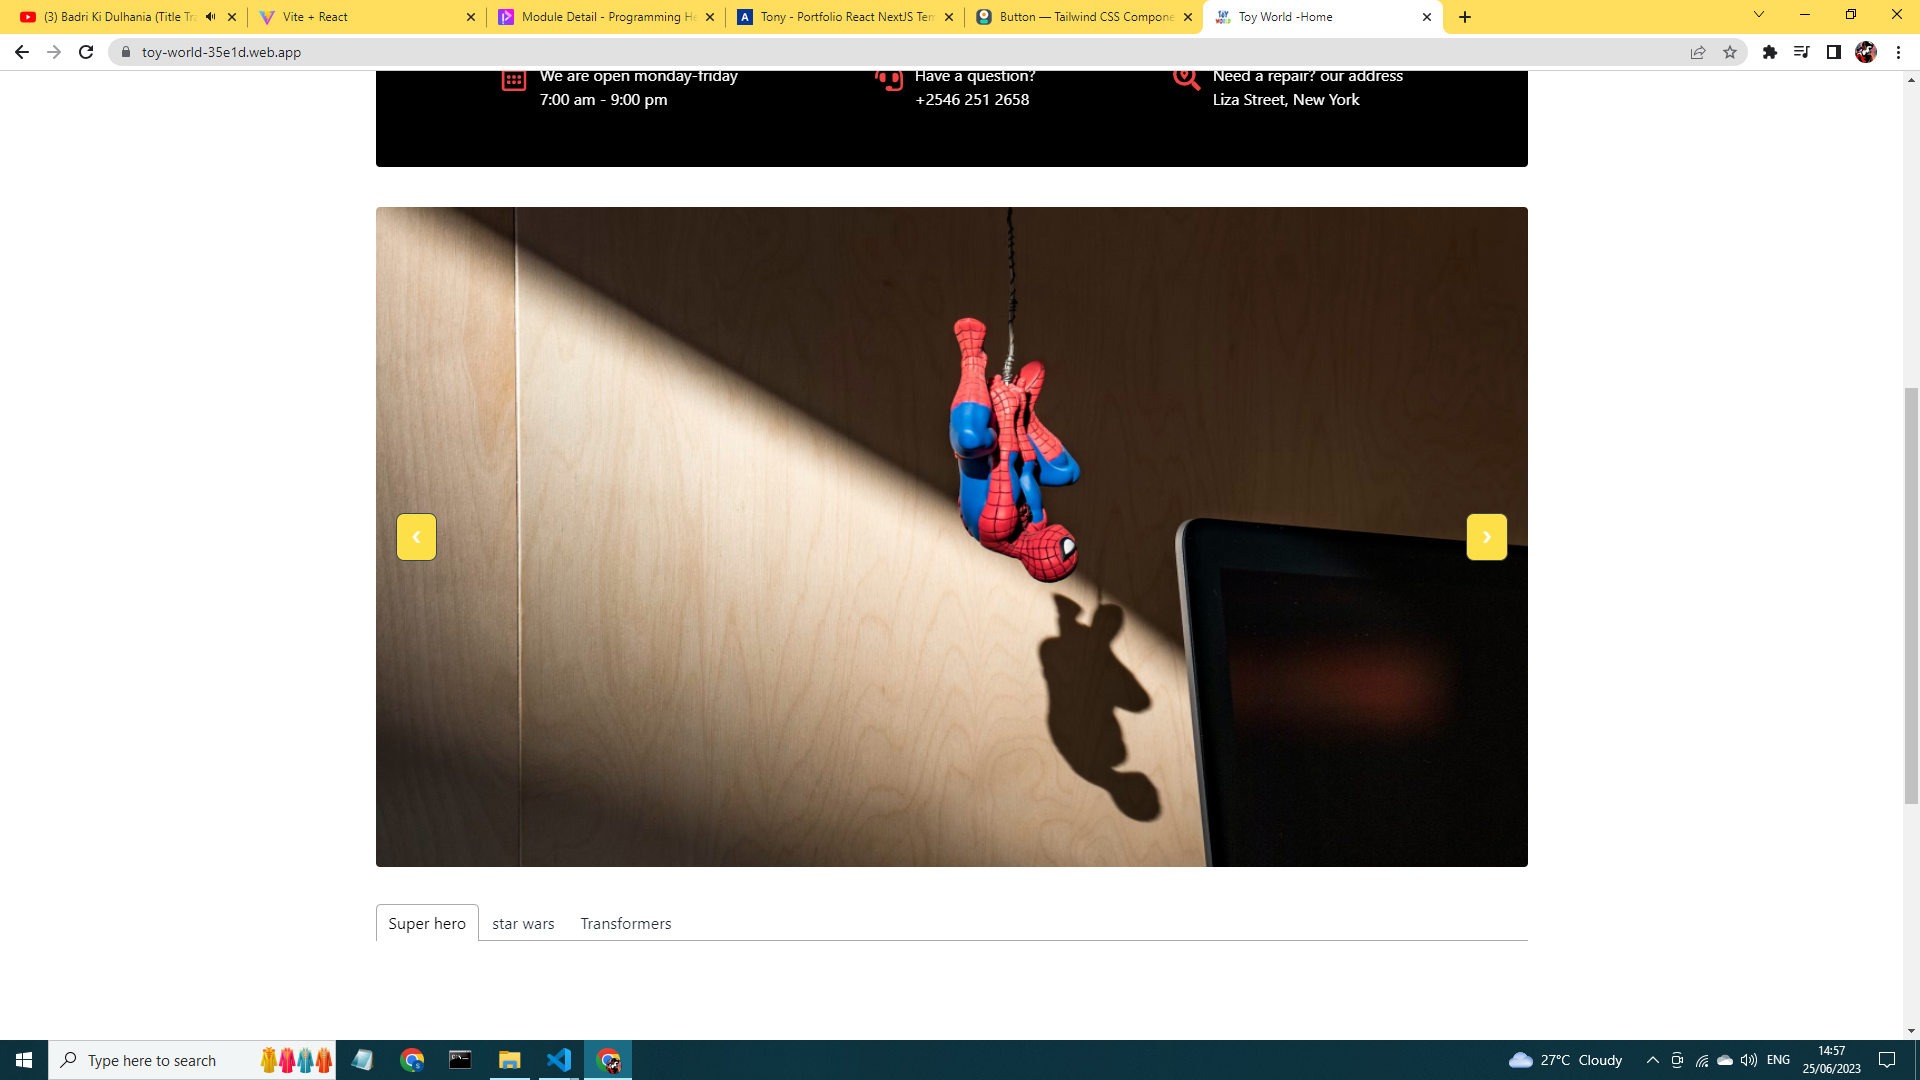 (3) Badri Ki Dulhania (Title Tra
Vite + React
Module Detail - Programming He
Tony - Portfolio React NextJS Tem
Button — Tailwind CSS Compone
Toy World -Home
toy-world-35e1d.web.app
We are open monday-friday
7:00 am - 9:00 pm
Have a question?
+2546 251 2658
Need a repair? our address
Liza Street, New York
Super hero
star wars
Transformers
Type here to search
27°C Cloudy
ENG
14:57
25/06/2023